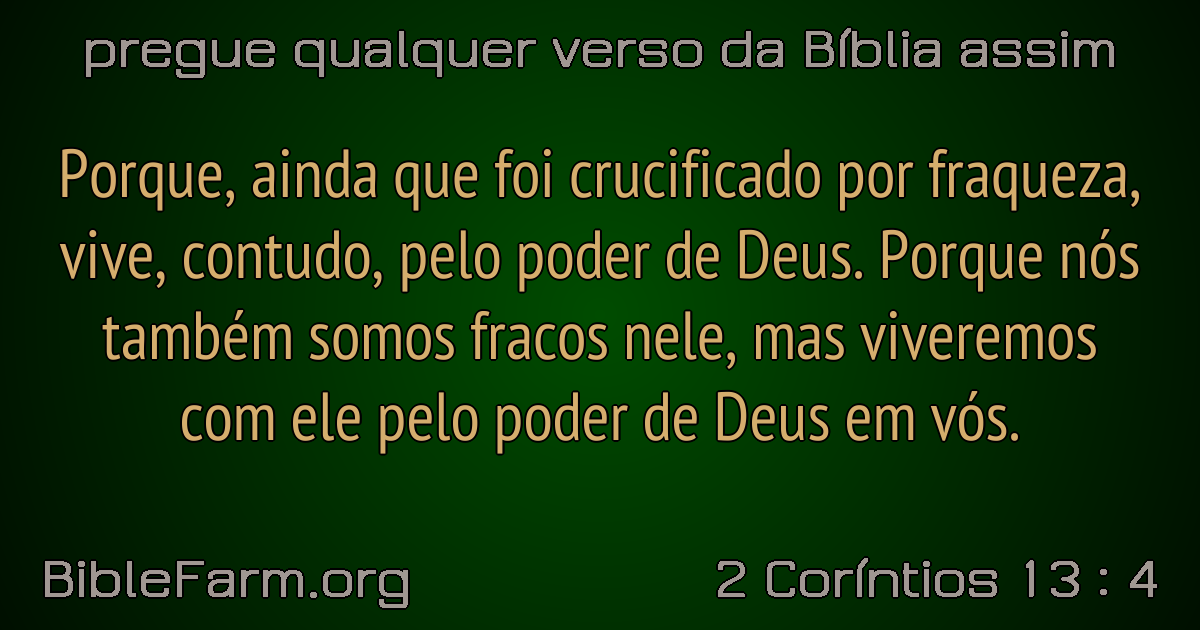 pregue qualquer verso da Bíblia assim
Porque, ainda que foi crucificado por fraqueza,
vive, contudo, pelo poder de Deus. Porque nós
também somos fracos nele, mas viveremos
com ele pelo poder de Deus em vós.
BibleFarm.org
2 Coríntios 13 : 4